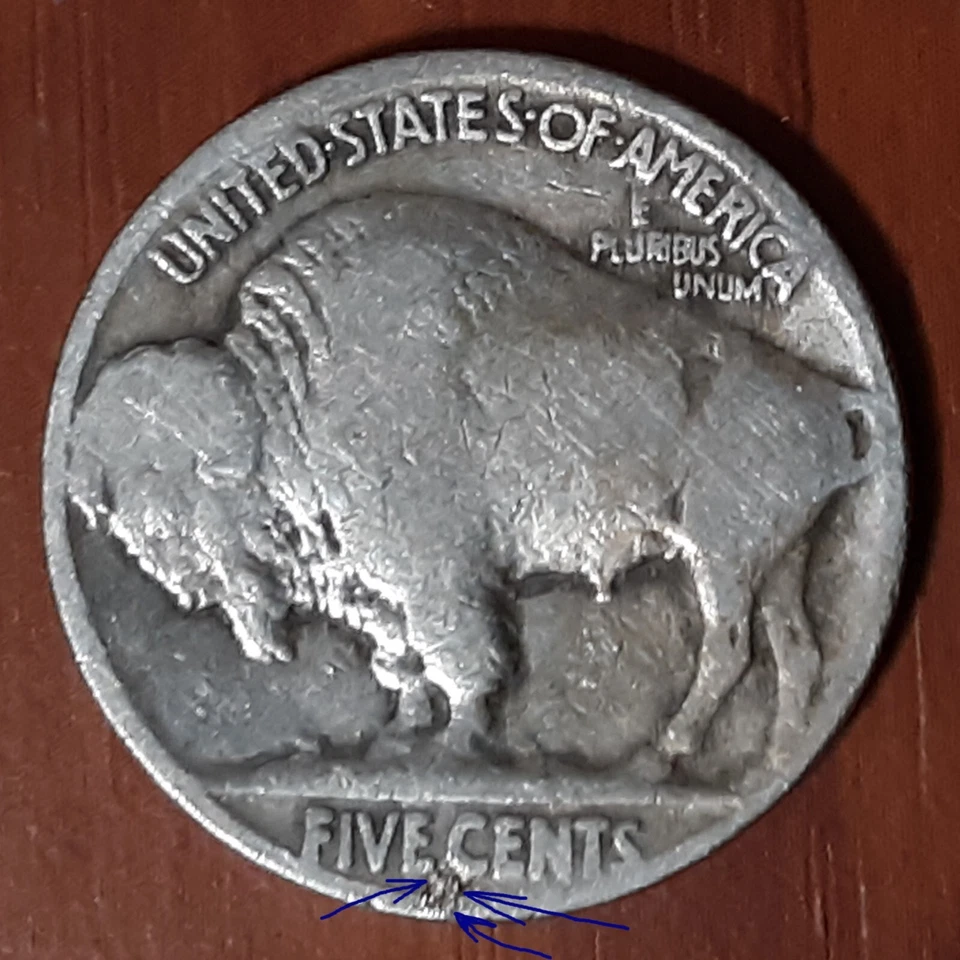 UNITED·STATES·OF·AMERICA
E
PLURIBUS
UNUM
FIVE CENTS